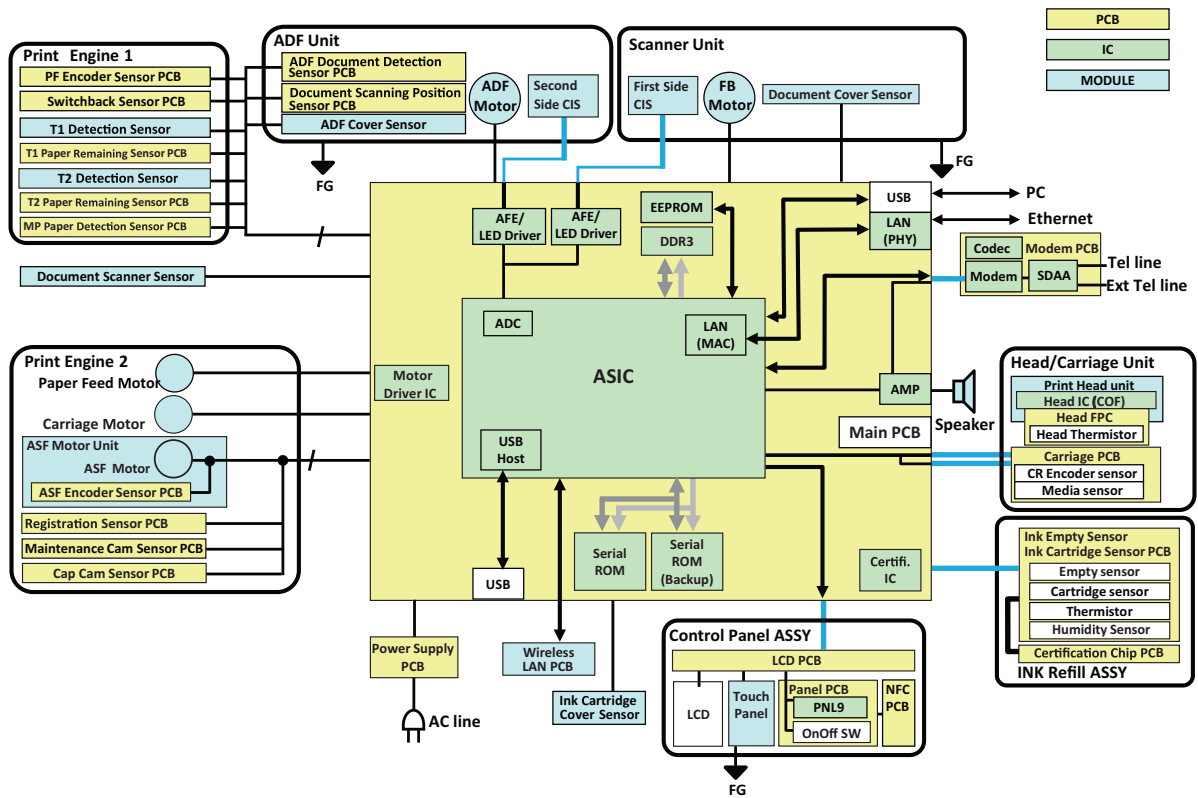 PCB
IC
MODULE
Print Engine 1
PF Encoder Sensor PCB
Switchback Sensor PCB
T1 Detection Sensor
T1 Paper Remaining Sensor PCB
T2 Detection Sensor
T2 Paper Remaining Sensor PCB
MP Paper Detection Sensor PCB
ADF Unit
ADF Document Detection
Sensor PCB
Document Scanning Position
Sensor PCB
ADF Cover Sensor
ADF
Motor
Second
Side CIS
FG
Scanner Unit
First Side
CIS
FB
Motor
Document Cover Sensor
FG
Document Scanner Sensor
Print Engine 2
Paper Feed Motor
Carriage Motor
ASF Motor Unit
ASF Motor
ASF Encoder Sensor PCB
Registration Sensor PCB
Maintenance Cam Sensor PCB
Cap Cam Sensor PCB
AFE/
LED Driver
AFE/
LED Driver
EEPROM
DDR3
USB
LAN
(PHY)
PC
Ethernet
Codec
Modem PCB
Modem
SDAA
Tel line
Ext Tel line
ADC
LAN
(MAC)
ASIC
Motor
Driver IC
USB
Host
AMP
Speaker
Main PCB
Serial
ROM
Serial
ROM
(Backup)
Certifi.
IC
USB
Head/Carriage Unit
Print Head unit
Head IC (COF)
Head FPC
Head Thermistor
Carriage PCB
CR Encoder sensor
Media sensor
Ink Empty Sensor
Ink Cartridge Sensor PCB
Empty sensor
Cartridge sensor
Thermistor
Humidity Sensor
Certification Chip PCB
INK Refill ASSY
Power Supply
PCB
AC line
Wireless
LAN PCB
Ink Cartridge
Cover Sensor
Control Panel ASSY
LCD PCB
LCD
Touch
Panel
Panel PCB
PNL9
OnOff SW
NFC
PCB
FG